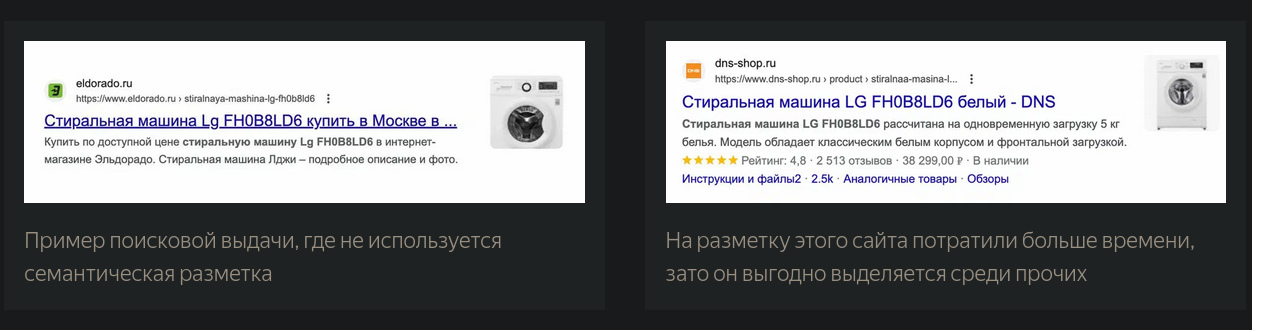 eldorado.ru
https://www.eldorado.ru › stiralnaya-mashina-lg-fh0b8ld6
Стиральная машина Lg FH0B8LD6 купить в Москве в ...
Купить по доступной цене стиральную машину Lg FH0B8LD6 в интернет-
магазине Эльдорадо. Стиральная машина Лджи – подробное описание и фото.
Пример поисковой выдачи, где не используется
семантическая разметка
DNS
dns-shop.ru
https://www.dns-shop.ru › product › stiralnaa-masina-l...
Стиральная машина LG FH0B8LD6 белый - DNS
Стиральная машина LG FH0B8LD6 рассчитана на одновременную загрузку 5 кг
белья. Модель обладает классическим белым корпусом и фронтальной загрузкой.
★★★★★ Рейтинг: 4,8 · 2 513 отзывов · 38 299,00 ₽ · В наличии
Инструкции и файлы2 · 2.5k · Аналогичные товары · Обзоры
На разметку этого сайта потратили больше времени,
зато он выгодно выделяется среди прочих